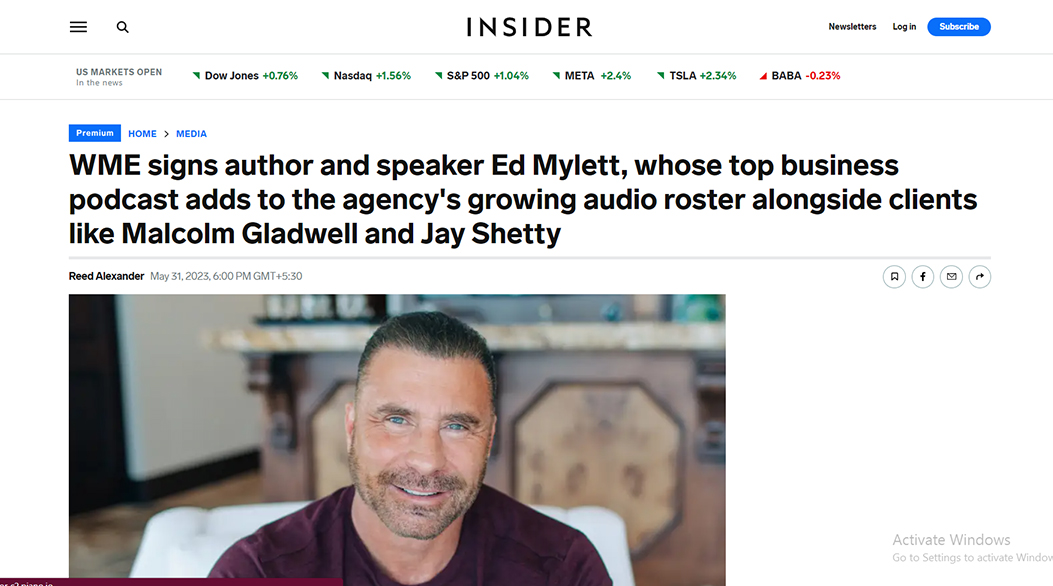 INSIDER
Newsletters Log in Subscribe
US MARKETS OPEN
In the news
Dow Jones +0.76% Nasdaq +1.56% S&P 500 +1.04% META +2.4% TSLA +2.34% BABA -0.23%
Premium HOME > MEDIA
WME signs author and speaker Ed Mylett, whose top business
podcast adds to the agency's growing audio roster alongside clients
like Malcolm Gladwell and Jay Shetty
Reed Alexander May 31, 2023, 6:00 PM GMT+5:30
Activate Windows
Go to Settings to activate Window